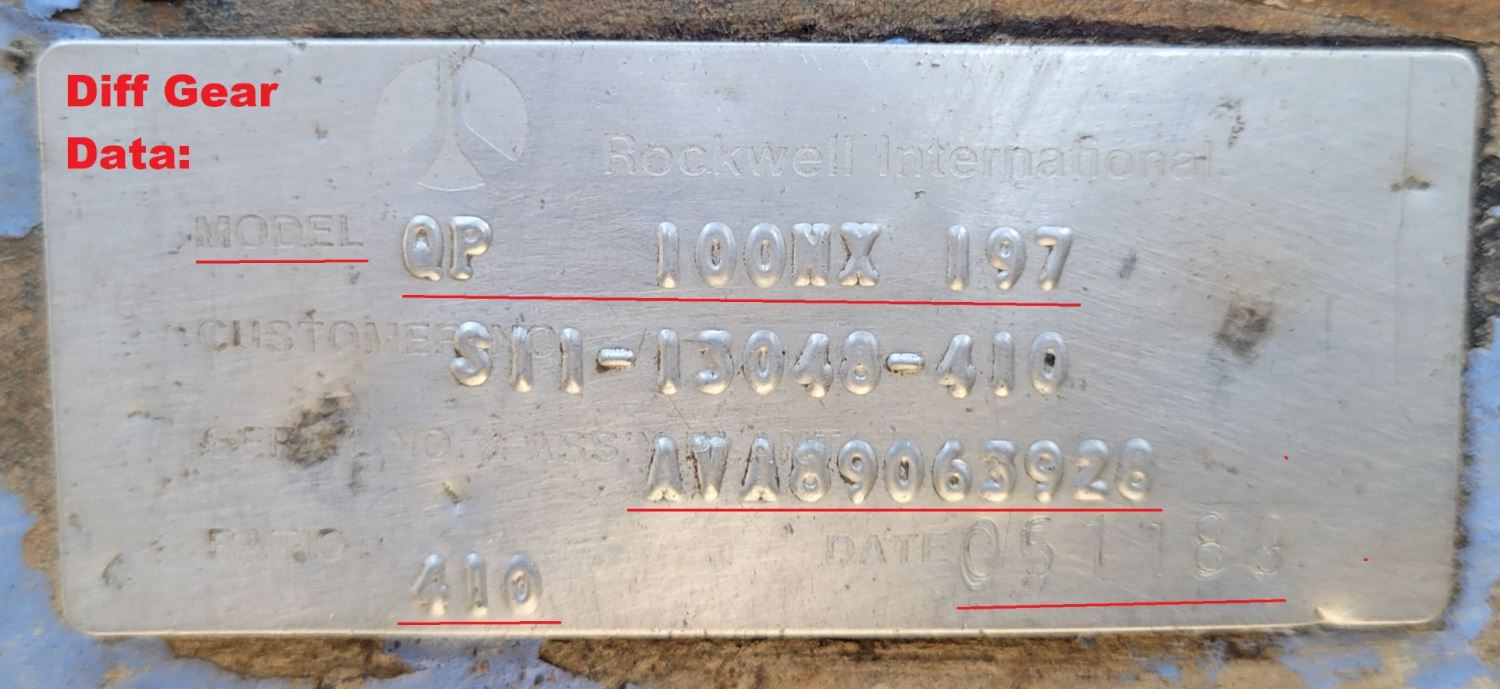 Diff Gear
Data:
Rockwell International
MODEL QP 100NX 197
CUSTOMER NO S11-13048-410
SERIAL NO & ASS'Y PLANT AVA89063928
RATIO 410 DATE 051188